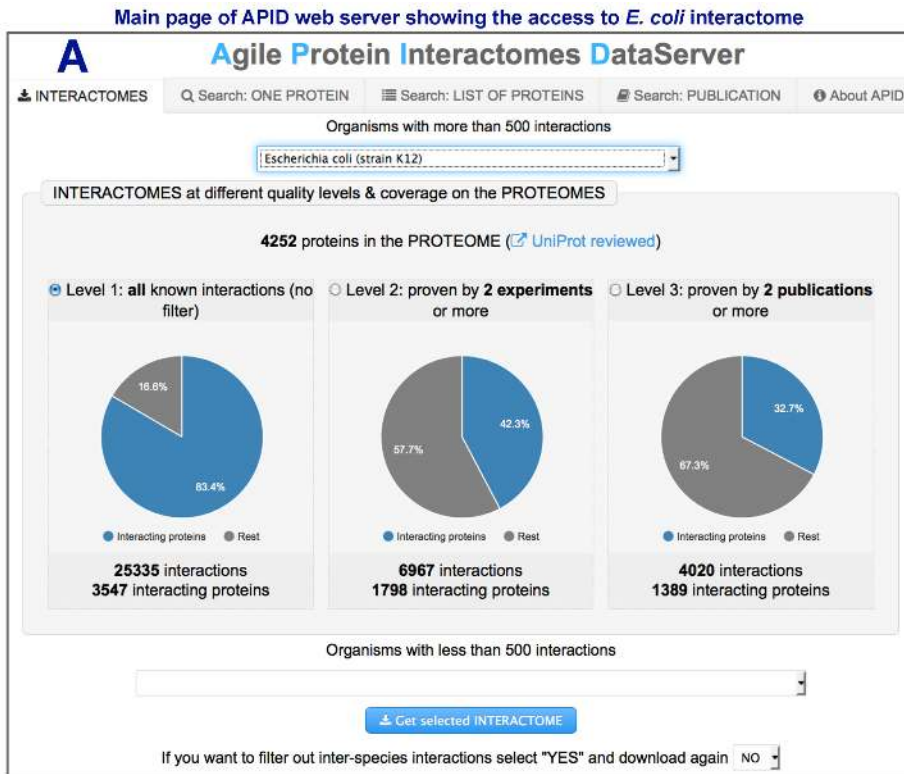 Main page of APID web server showing the access to E. coli interactome
A
Agile Protein Interactomes DataServer
INTERACTOMES Search: ONE PROTEIN Search: LIST OF PROTEINS Search: PUBLICATION About APID
Organisms with more than 500 interactions
Escherichia coli (strain K12)
INTERACTOMES at different quality levels & coverage on the PROTEOMES
4252 proteins in the PROTEOME ( UniProt reviewed)
Level 1: all known interactions (no filter)
16.6%
83.4%
Interacting proteins Rest
25335 interactions
3547 interacting proteins
Level 2: proven by 2 experiments or more
42.3%
57.7%
Interacting proteins Rest
6967 interactions
1798 interacting proteins
Level 3: proven by 2 publications or more
32.7%
67.3%
Interacting proteins Rest
4020 interactions
1389 interacting proteins
Organisms with less than 500 interactions
Get selected INTERACTOME
If you want to filter out inter-species interactions select "YES" and download again NO